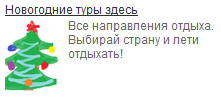 Новогодние туры здесь
Все направления отдыха.
Выбирай страну и лети
отдыхать!